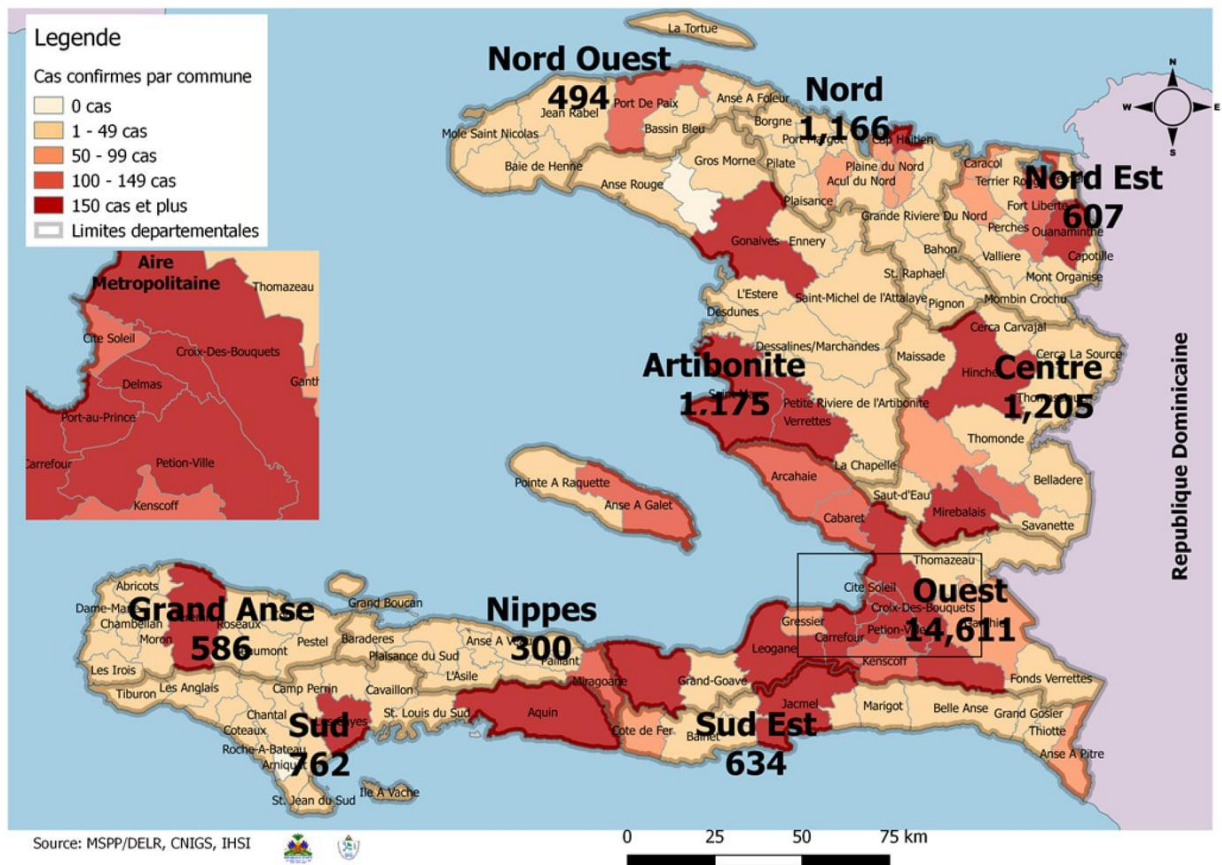 Legende
Cas confirmes par commune
0 cas
1 - 49 cas
50 - 99 cas
100 - 149 cas
150 cas et plus
Limites departementales
Aire
Metropolitaine
Thomazeau
Cite Soleil
Croix-Des-Bouquets
Delmas
Port-au-Prince
Petion-Ville
Kenscoff
La Tortue
Nord Ouest
494
Port De Paix
Jean Rabel
Anse A Foleur
Mole Saint Nicolas
Bassin Bleu
Baie de Henne
Nord
1,166
Borgne
Pilate
Plaine du Nord
Acul du Nord
Plaisance
Grande Riviere Du Nord
Bahon
St. Raphael
Pignon
N
W
E
S
Nord Est
607
Caracol
Fort Liberte
Perches
Ouanaminthe
Capotille
Valliere
Mont Organise
Mombin Crochu
Gros Morne
Anse Rouge
Gonaives
Ennery
L'Estere
Saint-Michel de l'Attalaye
Desdunes
Dessalines/Marchandes
Artibonite
1.175
Petite Riviere de l'Artibonite
Verrettes
La Chapelle
Cerca Carvajal
Maissade
Cerca La Source
Centre
1,205
Thomonde
Belladere
Saut-d'Eau
Mirebalais
Savanette
Republique Dominicaine
Arcahaie
Cabaret
Pointe A Raquette
Anse A Galet
Thomazeau
Cite Soleil
Ouest
14,611
Croix-Des-Bouquets
Gressier
Carrefour
Leogane
Kenscoff
Fonds Verrettes
Grand-Goave
Abricots
Grand Anse
586
Chambellan
Roseaux
Moron
Pestel
Les Irois
Grand Boucan
Nippes
300
Baraderes
Plaisance du Sud
Paillant
L'Asile
Miragoane
Tiburon
Les Anglais
Camp Perrin
Cavaillon
St. Louis du Sud
Aquin
Chantal
Coteaux
Sud
762
Roche-A-Bateau
St. Jean du Sud
Ile A Vache
Cote de Fer
Sud Est
634
Jacmel
Marigot
Belle Anse
Grand Gosier
Thiotte
Anse A Pitre
Source: MSPP/DELR, CNIGS, IHSI
0 25 50 75 km